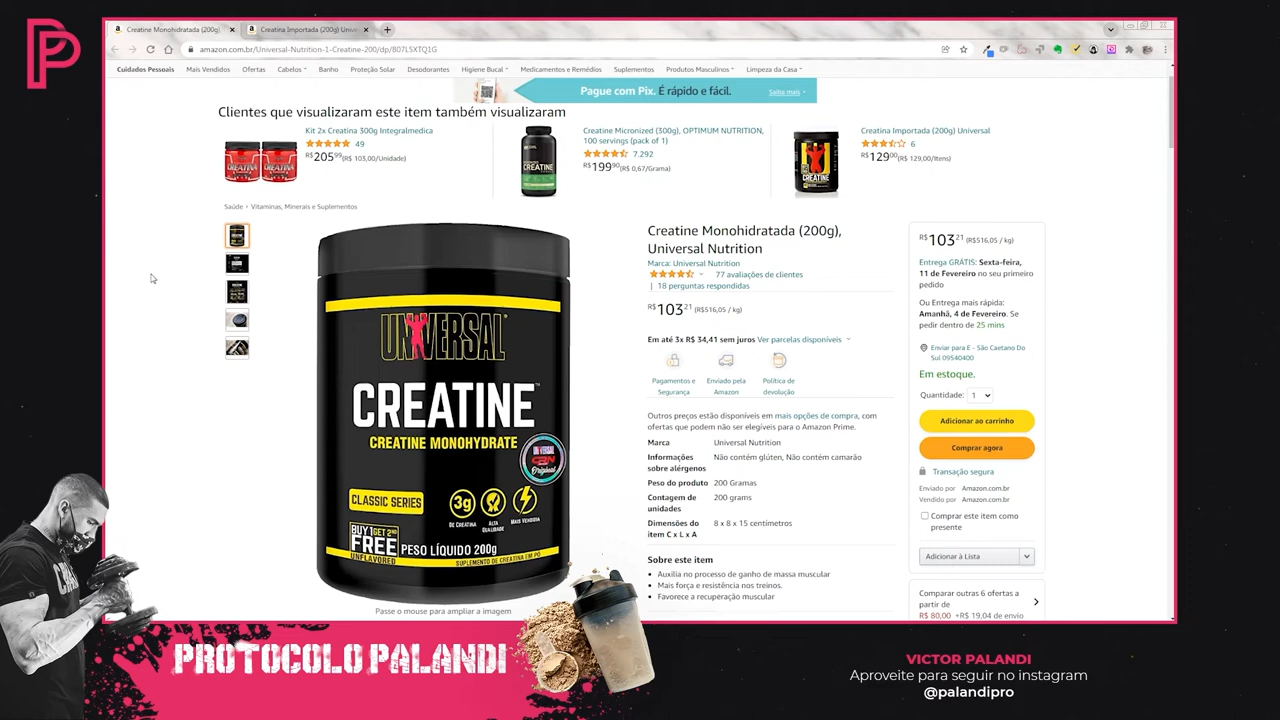 Creatine Monohidratada (200g)
Creatina Importada (200g) Univ
amazon.com.br/Universal-Nutrition-1-Creatine-200/dp/B07L5XTQ1G
Cuidados Pessoais Mais Vendidos Ofertas Cabelos Banho Proteção Solar Desodorantes Higiene Bucal Medicamentos e Remédios Suplementos Produtos Masculinos Limpeza da Casa
Pague com Pix. É rápido e fácil. Saiba mais
Clientes que visualizaram este item também visualizaram
Kit 2x Creatina 300g Integralmedica
49
R$ 205 99 (R$ 103,00/Unidade)
Creatine Micronized (300g), OPTIMUM NUTRITION,
100 servings (pack of 1)
7.292
R$ 199 90 (R$ 0,67/Grama)
Creatina Importada (200g) Universal
6
R$ 129 00 (R$ 129,00/Itens)
Saúde › Vitaminas, Minerais e Suplementos
UNIVERSAL
CREATINE
CREATINE MONOHYDRATE
CLASSIC SERIES
3g
DE CREATINA
ALTA
QUALIDADE
MAIS VENDIDA
UNIVERSAL
CRN
Original
BUY 1 GET 2ND
FREE
UNFLAVORED
PESO LÍQUIDO 200g
SUPLEMENTO DE CREATINA EM PÓ
Passe o mouse para ampliar a imagem
Creatine Monohidratada (200g),
Universal Nutrition
Marca: Universal Nutrition
77 avaliações de clientes
| 18 perguntas respondidas
R$ 103 21 (R$516,05 / kg)
Em até 3x R$ 34,41 sem juros Ver parcelas disponíveis
Pagamentos e
Segurança
Enviado pela
Amazon
Política de
devolução
Outros preços estão disponíveis em mais opções de compra, com
ofertas que podem não ser elegíveis para o Amazon Prime.
Marca Universal Nutrition
Informações
sobre alérgenos
Não contém glúten, Não contém camarão
Peso do produto 200 Gramas
Contagem de
unidades
200 grams
Dimensões do
item C x L x A
8 x 8 x 15 centímetros
Sobre este item
• Auxilia no processo de ganho de massa muscular
• Mais força e resistência nos treinos.
• Favorece a recuperação muscular
R$ 103 21 (R$516,05 / kg)
Entrega GRÁTIS: Sexta-feira,
11 de Fevereiro no seu primeiro
pedido
Ou Entrega mais rápida:
Amanhã, 4 de Fevereiro. Se
pedir dentro de 25 mins
Enviar para E - São Caetano Do
Sul 09540400
Em estoque.
Quantidade: 1
Adicionar ao carrinho
Comprar agora
Transação segura
Enviado por Amazon.com.br
Vendido por Amazon.com.br
Comprar este item como
presente
Adicionar à Lista
Comparar outras 6 ofertas a
partir de
R$ 80,00 +R$ 19,04 de envio
PROTOCOLO PALANDI
VICTOR PALANDI
Aproveite para seguir no instagram
@palandipro